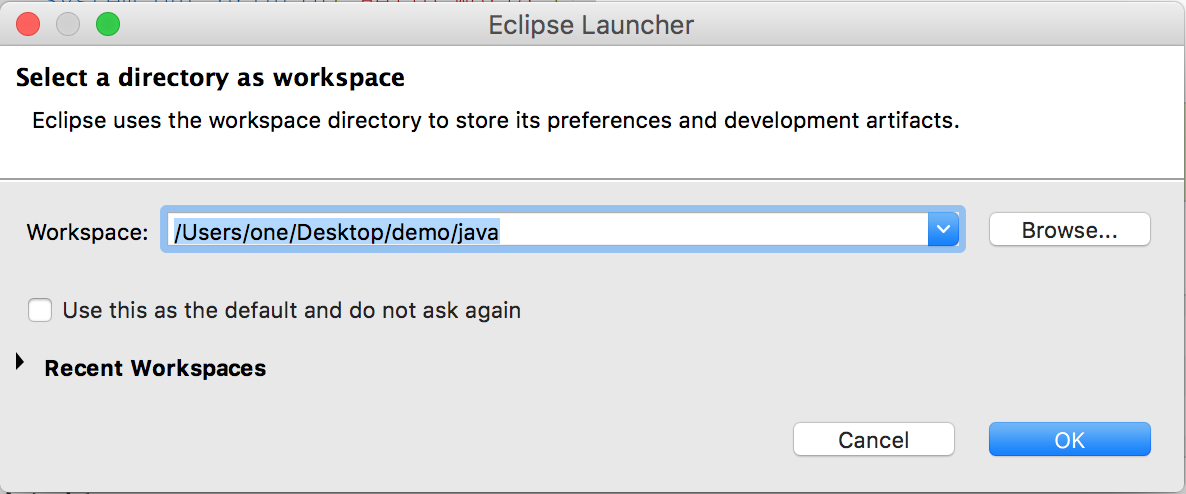 Eclipse Launcher
Select a directory as workspace
Eclipse uses the workspace directory to store its preferences and development artifacts.
Workspace: /Users/one/Desktop/demo/java Browse...
Use this as the default and do not ask again
Recent Workspaces
Cancel OK